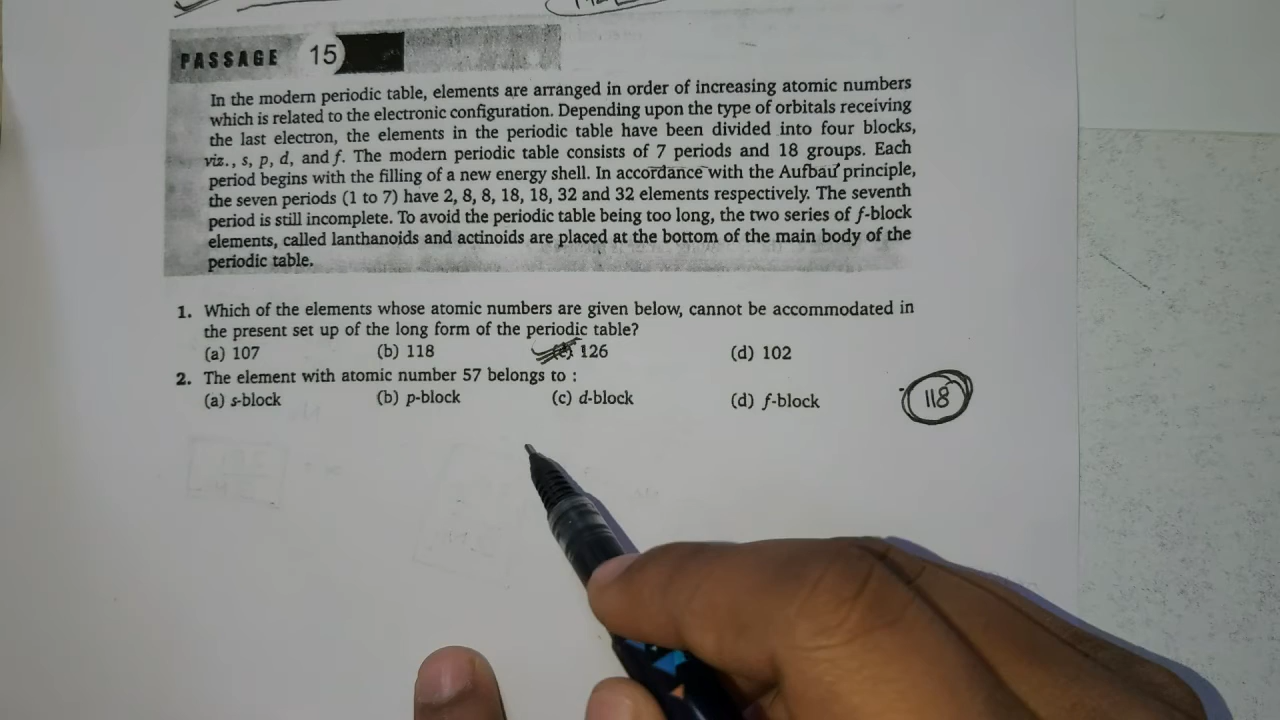 PASSAGE 15
In the modern periodic table, elements are arranged in order of increasing atomic numbers
which is related to the electronic configuration. Depending upon the type of orbitals receiving
the last electron, the elements in the periodic table have been divided into four blocks,
viz., s, p, d, and f. The modern periodic table consists of 7 periods and 18 groups. Each
period begins with the filling of a new energy shell. In accordance with the Aufbau principle,
the seven periods (1 to 7) have 2, 8, 8, 18, 18, 32 and 32 elements respectively. The seventh
period is still incomplete. To avoid the periodic table being too long, the two series of f-block
elements, called lanthanoids and actinoids are placed at the bottom of the main body of the
periodic table.
1. Which of the elements whose atomic numbers are given below, cannot be accommodated in
the present set up of the long form of the periodic table?
(a) 107 (b) 118 (c) 126 (d) 102
2. The element with atomic number 57 belongs to :
(a) s-block (b) p-block (c) d-block (d) f-block
118